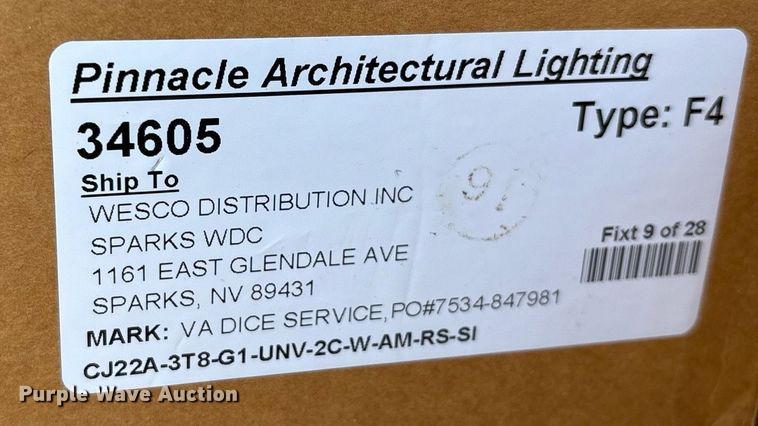 Pinnacle Architectural Lighting
34605
Type: F4
Ship To
WESCO DISTRIBUTION INC
SPARKS WDC
1161 EAST GLENDALE AVE
SPARKS, NV 89431
Fixt 9 of 28
MARK: VA DICE SERVICE,PO#7534-847981
CJ22A-3T8-G1-UNV-2C-W-AM-RS-SI
Purple Wave Auction